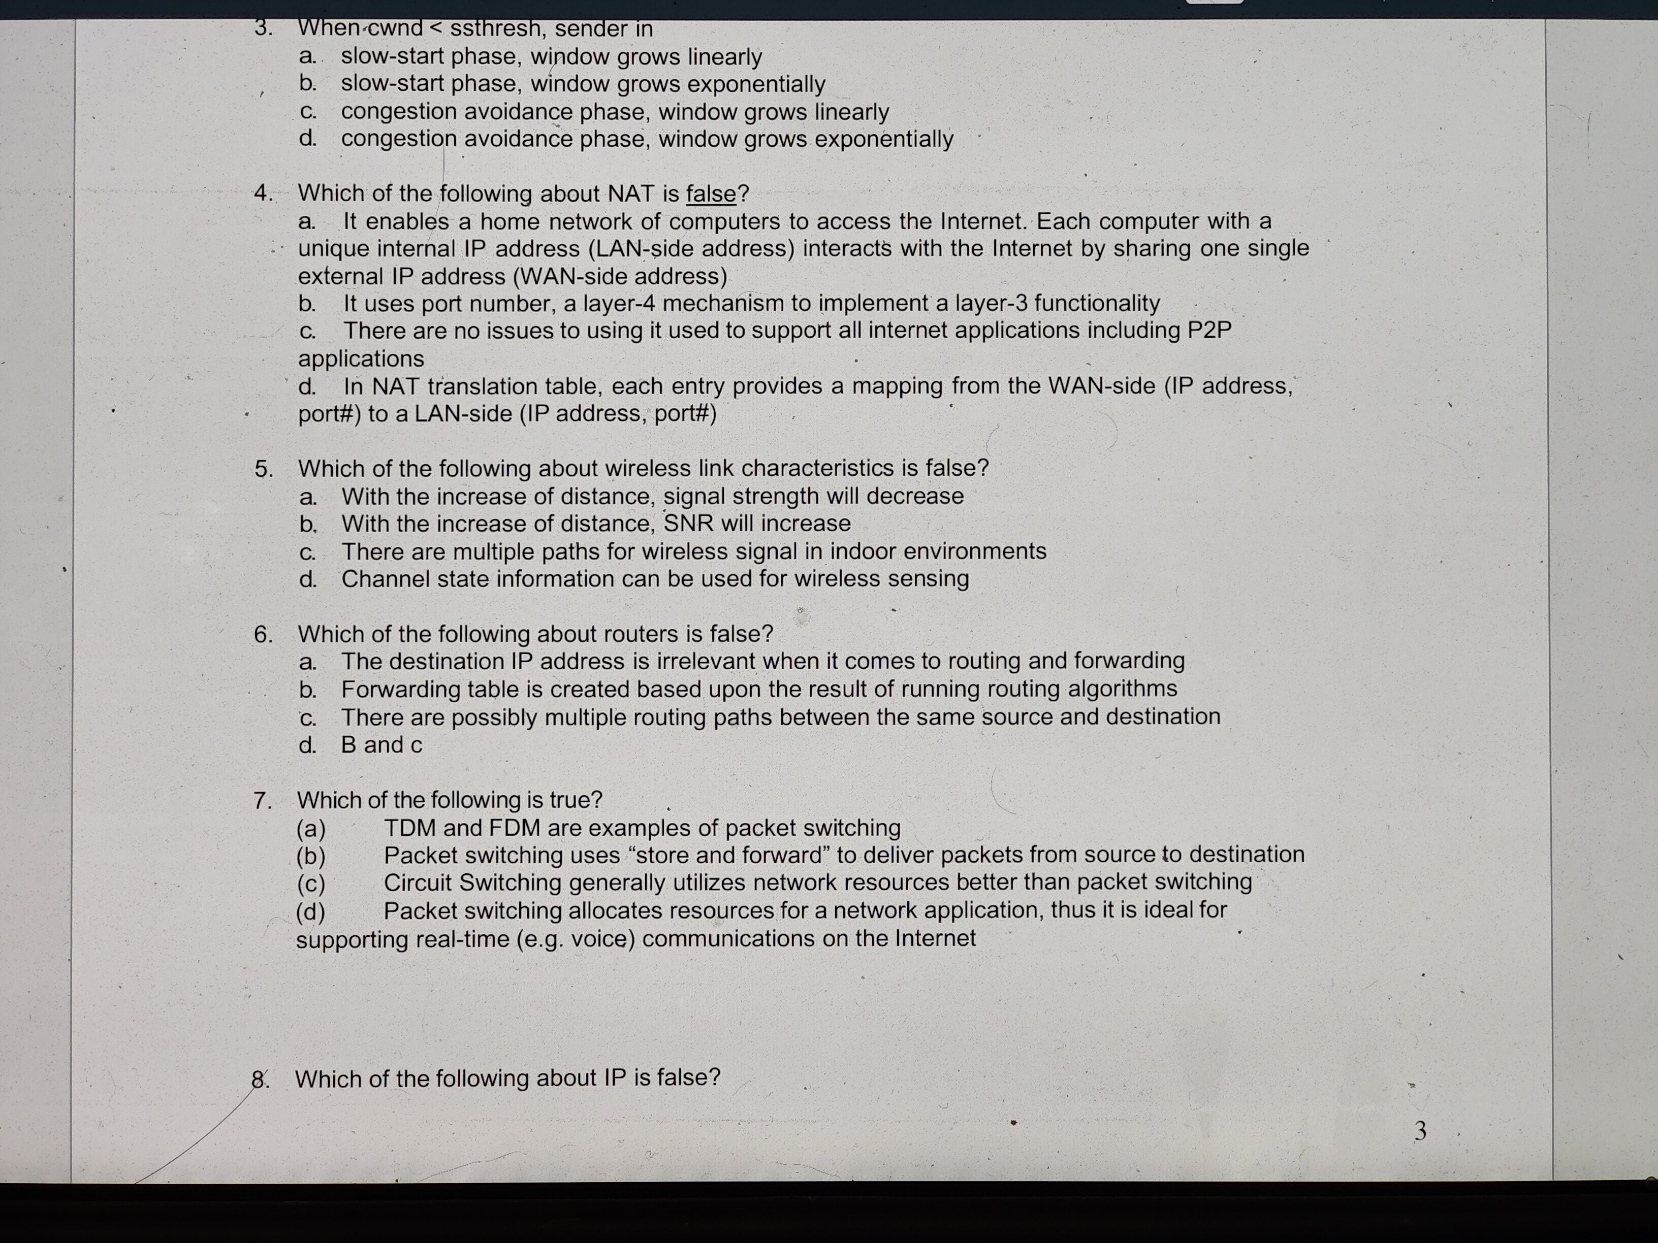 3. When cwnd < ssthresh, sender in
a. slow-start phase, window grows linearly
b. slow-start phase, window grows exponentially
c. congestion avoidance phase, window grows linearly
d. congestion avoidance phase, window grows exponentially
4. Which of the following about NAT is false?
a. It enables a home network of computers to access the Internet. Each computer with a
unique internal IP address (LAN-side address) interacts with the Internet by sharing one single
external IP address (WAN-side address)
b. It uses port number, a layer-4 mechanism to implement a layer-3 functionality
c. There are no issues to using it used to support all internet applications including P2P
applications
d. In NAT translation table, each entry provides a mapping from the WAN-side (IP address,
port#) to a LAN-side (IP address, port#)
5. Which of the following about wireless link characteristics is false?
a. With the increase of distance, signal strength will decrease
b. With the increase of distance, SNR will increase
c. There are multiple paths for wireless signal in indoor environments
d. Channel state information can be used for wireless sensing
6. Which of the following about routers is false?
a. The destination IP address is irrelevant when it comes to routing and forwarding
b. Forwarding table is created based upon the result of running routing algorithms
c. There are possibly multiple routing paths between the same source and destination
d. B and c
7. Which of the following is true?
(a) TDM and FDM are examples of packet switching
(b) Packet switching uses “store and forward” to deliver packets from source to destination
(c) Circuit Switching generally utilizes network resources better than packet switching
(d) Packet switching allocates resources for a network application, thus it is ideal for
supporting real-time (e.g. voice) communications on the Internet
8. Which of the following about IP is false?
3